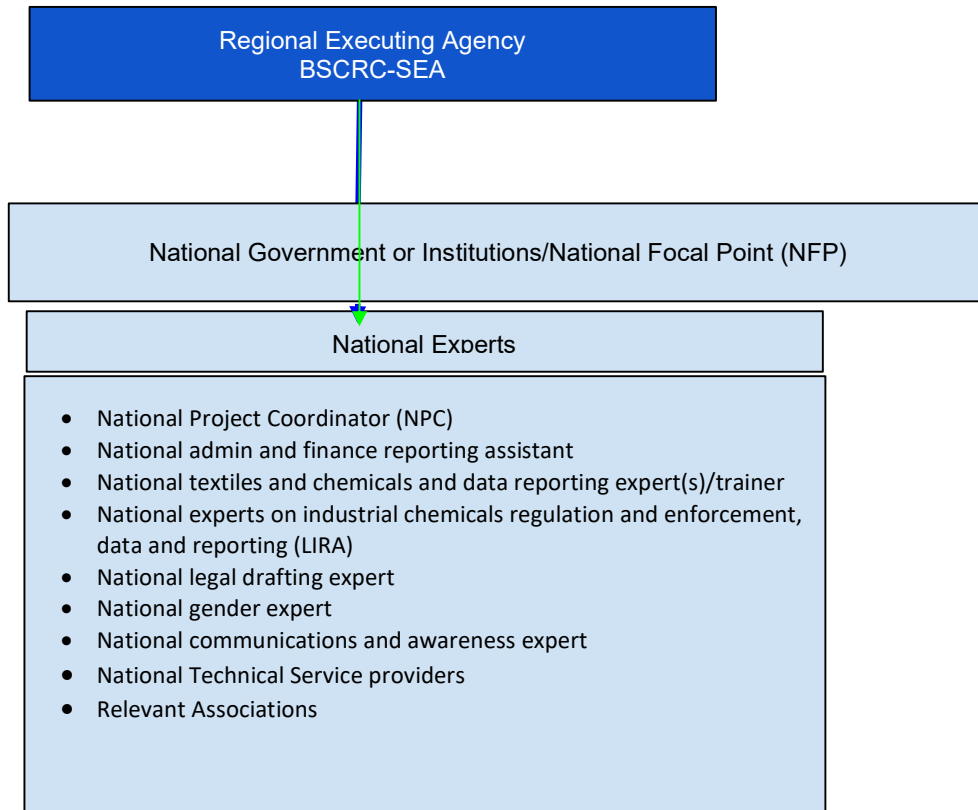 Regional Executing Agency
BSCRC-SEA
National Government or Institutions/National Focal Point (NFP)
National Experts
• National Project Coordinator (NPC)
• National admin and finance reporting assistant
• National textiles and chemicals and data reporting expert(s)/trainer
• National experts on industrial chemicals regulation and enforcement,
data and reporting (LIRA)
• National legal drafting expert
• National gender expert
• National communications and awareness expert
• National Technical Service providers
• Relevant Associations